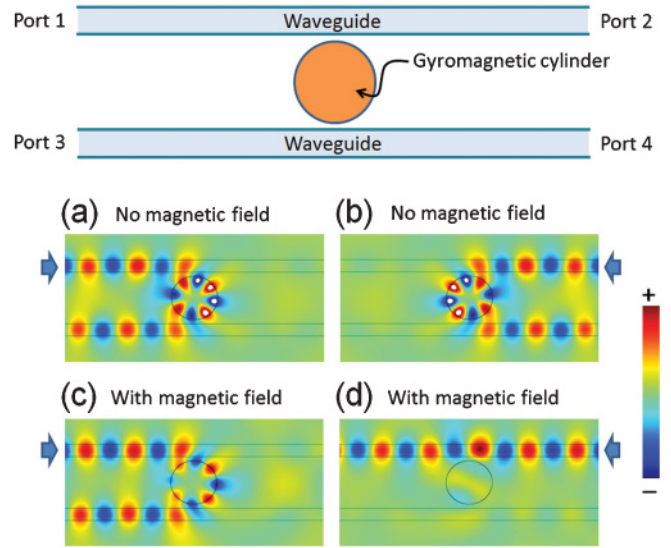 Port 1 Waveguide Port 2
Gyromagnetic cylinder
Port 3 Waveguide Port 4
(a) No magnetic field (b) No magnetic field
+
(c) With magnetic field (d) With magnetic field
−